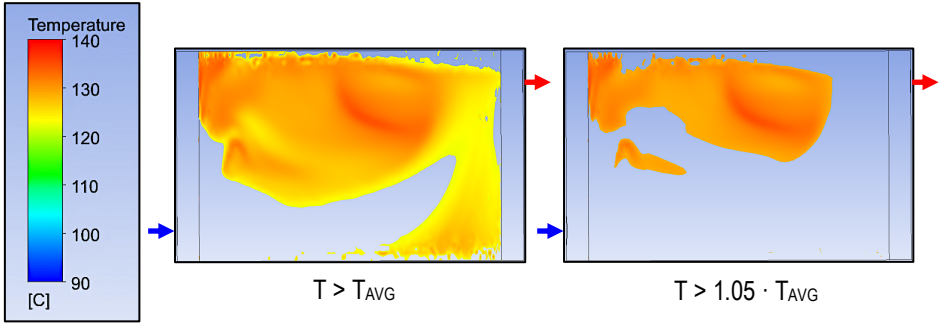 Temperature
140
130
120
110
100
90
[C]
T > TAVG
T > 1.05 · TAVG